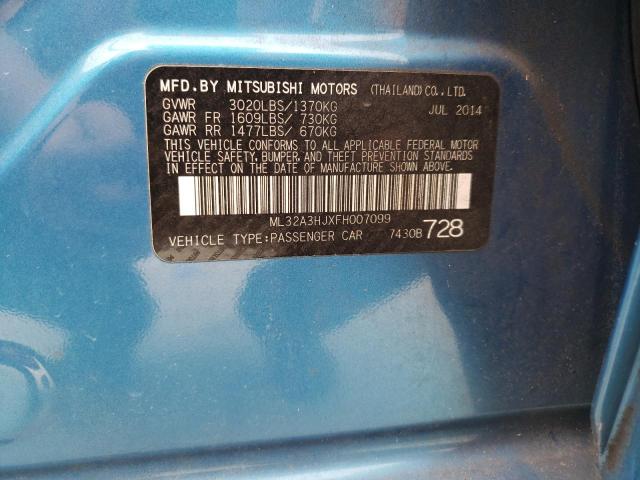 MFD.BY MITSUBISHI MOTORS (THAILAND)CO.,LTD.
GVWR 3020LBS/1370KG JUL 2014
GAWR FR 1609LBS/ 730KG
GAWR RR 1477LBS/ 670KG
THIS VEHICLE CONFORMS TO ALL APPLICABLE FEDERAL MOTOR
VEHICLE SAFETY, BUMPER, AND THEFT PREVENTION STANDARDS
IN EFFECT ON THE DATE OF MANUFACTURE SHOWN ABOVE.
ML32A3HJXFH007099
VEHICLE TYPE:PASSENGER CAR 7430B 728